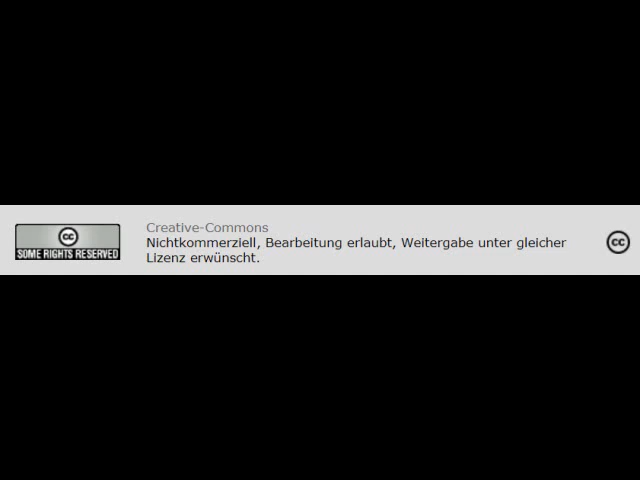 Creative-Commons
Nichtkommerziell, Bearbeitung erlaubt, Weitergabe unter gleicher
Lizenz erwünscht.
cc
SOME RIGHTS RESERVED
cc